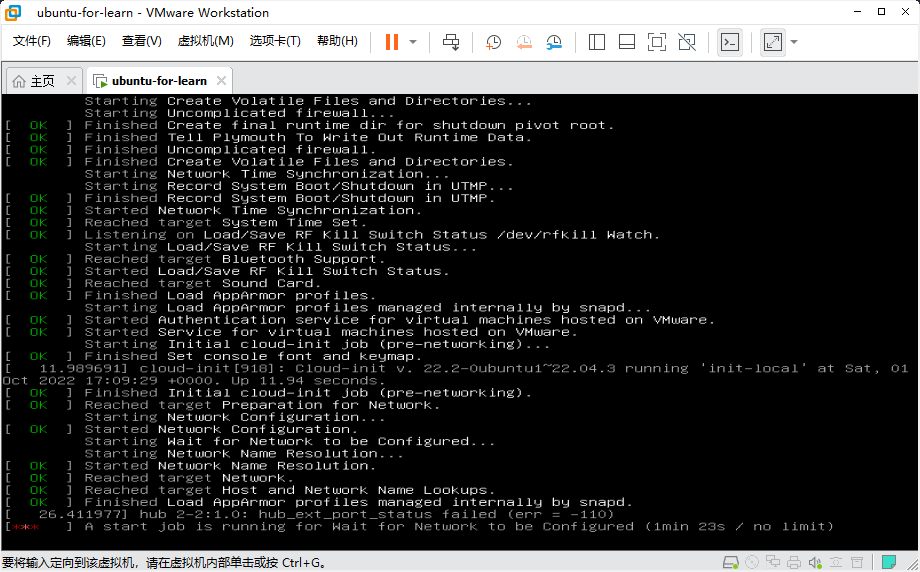 ubuntu-for-learn - VMware Workstation
文件(F) 编辑(E) 查看(V) 虚拟机(M) 选项卡(T) 帮助(H)
主页 ubuntu-for-learn
Starting Create Volatile Files and Directories...
Starting Uncomplicated firewall...
[  OK  ] Finished Create final runtime dir for shutdown pivot root.
[  OK  ] Finished Tell Plymouth To Write Out Runtime Data.
[  OK  ] Finished Uncomplicated firewall.
[  OK  ] Finished Create Volatile Files and Directories.
Starting Network Time Synchronization...
Starting Record System Boot/Shutdown in UTMP...
[  OK  ] Finished Record System Boot/Shutdown in UTMP.
[  OK  ] Started Network Time Synchronization.
[  OK  ] Reached target System Time Set.
[  OK  ] Listening on Load/Save RF Kill Switch Status /dev/rfkill Watch.
Starting Load/Save RF Kill Switch Status...
[  OK  ] Reached target Bluetooth Support.
[  OK  ] Started Load/Save RF Kill Switch Status.
[  OK  ] Reached target Sound Card.
[  OK  ] Finished Load AppArmor profiles.
Starting Load AppArmor profiles managed internally by snapd...
[  OK  ] Started Authentication service for virtual machines hosted on VMware.
[  OK  ] Started Service for virtual machines hosted on VMware.
Starting Initial cloud-init job (pre-networking)...
[  OK  ] Finished Set console font and keymap.
[   11.989691] cloud-init[918]: Cloud-init v. 22.2-0ubuntu1~22.04.3 running 'init-local' at Sat, 01
Oct 2022 17:09:29 +0000. Up 11.94 seconds.
[  OK  ] Finished Initial cloud-init job (pre-networking).
[  OK  ] Reached target Preparation for Network.
Starting Network Configuration...
[  OK  ] Started Network Configuration.
Starting Wait for Network to be Configured...
Starting Network Name Resolution...
[  OK  ] Started Network Name Resolution.
[  OK  ] Reached target Network.
[  OK  ] Reached target Host and Network Name Lookups.
[  OK  ] Finished Load AppArmor profiles managed internally by snapd.
[   26.411977] hub 2-2:1.0: hub_ext_port_status failed (err = -110)
[***   ] A start job is running for Wait for Network to be Configured (1min 23s / no limit)
要将输入定向到该虚拟机，请在虚拟机内部单击或按 Ctrl+G。